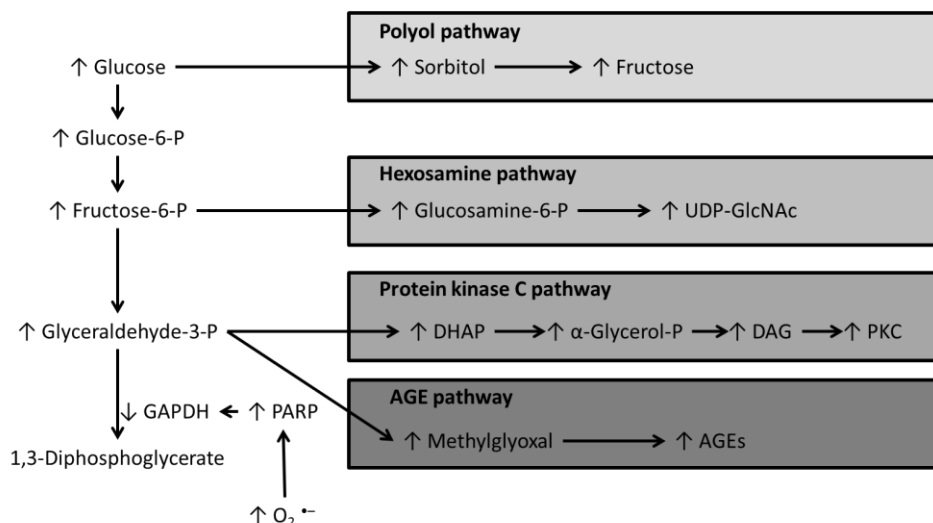 Polyol pathway
↑ Glucose ↑ Sorbitol ↑ Fructose
↑ Glucose-6-P
Hexosamine pathway
↑ Fructose-6-P ↑ Glucosamine-6-P ↑ UDP-GlcNAc
Protein kinase C pathway
↑ Glyceraldehyde-3-P ↑ DHAP ↑ α-Glycerol-P ↑ DAG ↑ PKC
AGE pathway
↓ GAPDH ↑ PARP
↑ Methylglyoxal ↑ AGEs
1,3-Diphosphoglycerate
↑ O₂ •−